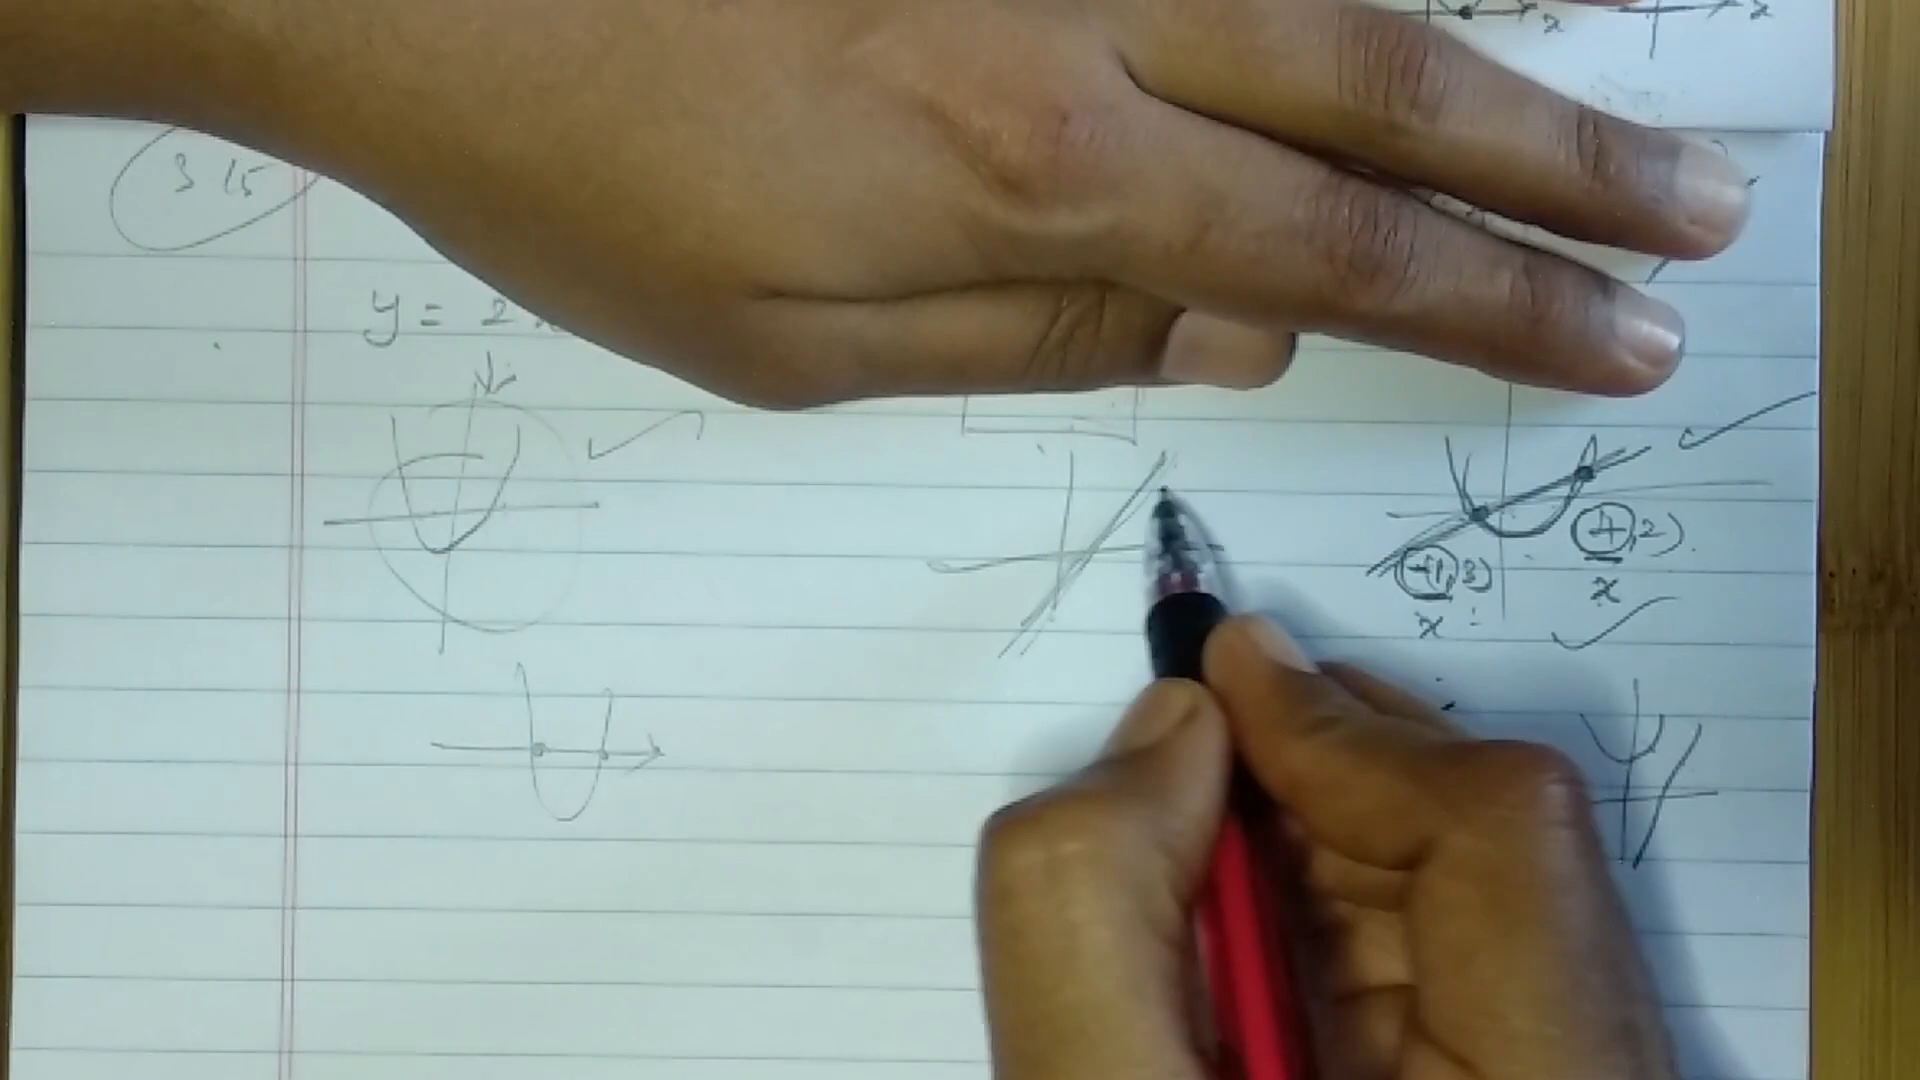 x x
3 15
y = 2
(-1, 3) (4, 2)
x x